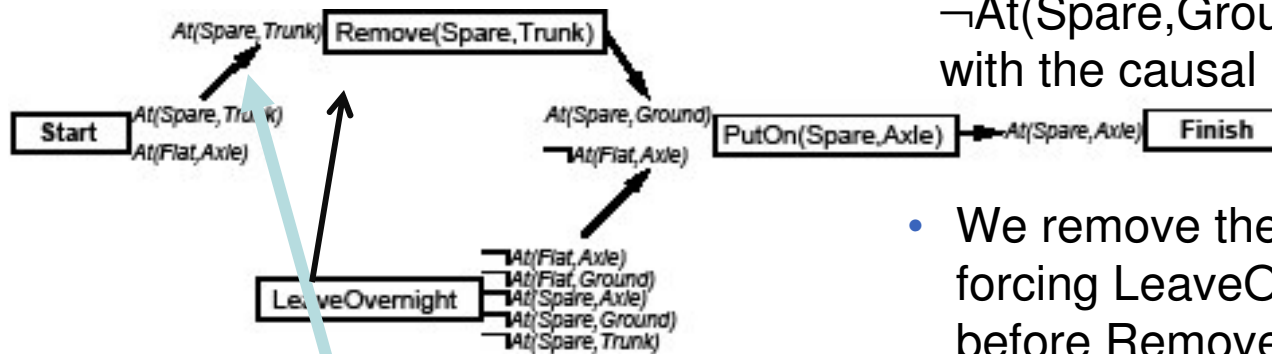 ¬At(Spare,Grou
with the causal
At(Spare,Trunk) Remove(Spare,Trunk)
Start
At(Spare,Trunk)
At(Flat,Axle)
At(Spare,Ground)
¬At(Flat,Axle)
PutOn(Spare,Axle)
At(Spare,Axle) Finish
LeaveOvernight
¬At(Flat,Axle)
¬At(Flat,Ground)
¬At(Spare,Axle)
¬At(Spare,Ground)
¬At(Spare,Trunk)
• We remove the
forcing LeaveO
before Remove